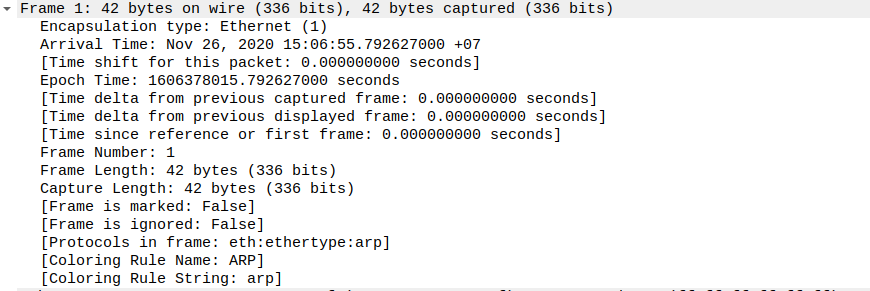 Frame 1: 42 bytes on wire (336 bits), 42 bytes captured (336 bits)
Encapsulation type: Ethernet (1)
Arrival Time: Nov 26, 2020 15:06:55.792627000 +07
[Time shift for this packet: 0.000000000 seconds]
Epoch Time: 1606378015.792627000 seconds
[Time delta from previous captured frame: 0.000000000 seconds]
[Time delta from previous displayed frame: 0.000000000 seconds]
[Time since reference or first frame: 0.000000000 seconds]
Frame Number: 1
Frame Length: 42 bytes (336 bits)
Capture Length: 42 bytes (336 bits)
[Frame is marked: False]
[Frame is ignored: False]
[Protocols in frame: eth:ethertype:arp]
[Coloring Rule Name: ARP]
[Coloring Rule String: arp]